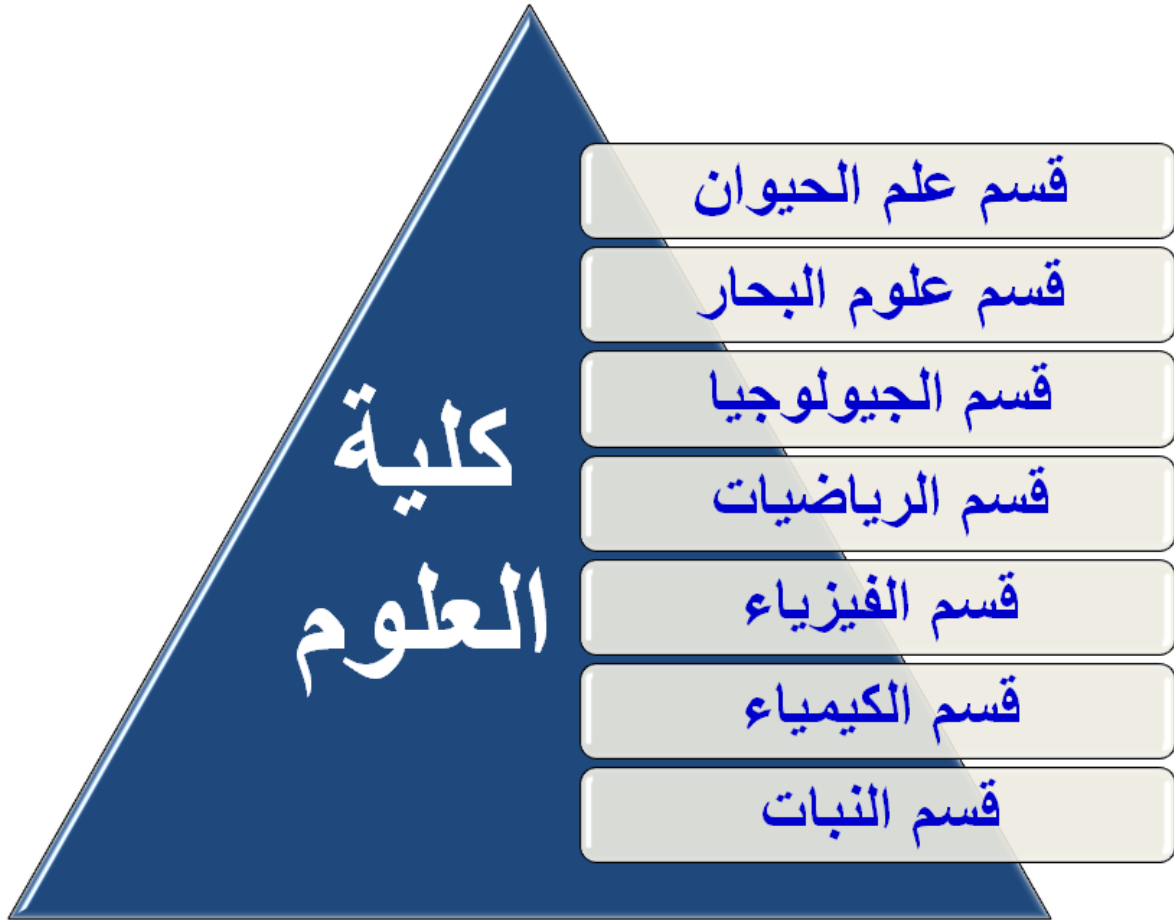 كلية
العلوم
قسم علم الحيوان
قسم علوم البحار
قسم الجيولوجيا
قسم الرياضيات
قسم الفيزياء
قسم الكيمياء
قسم النبات